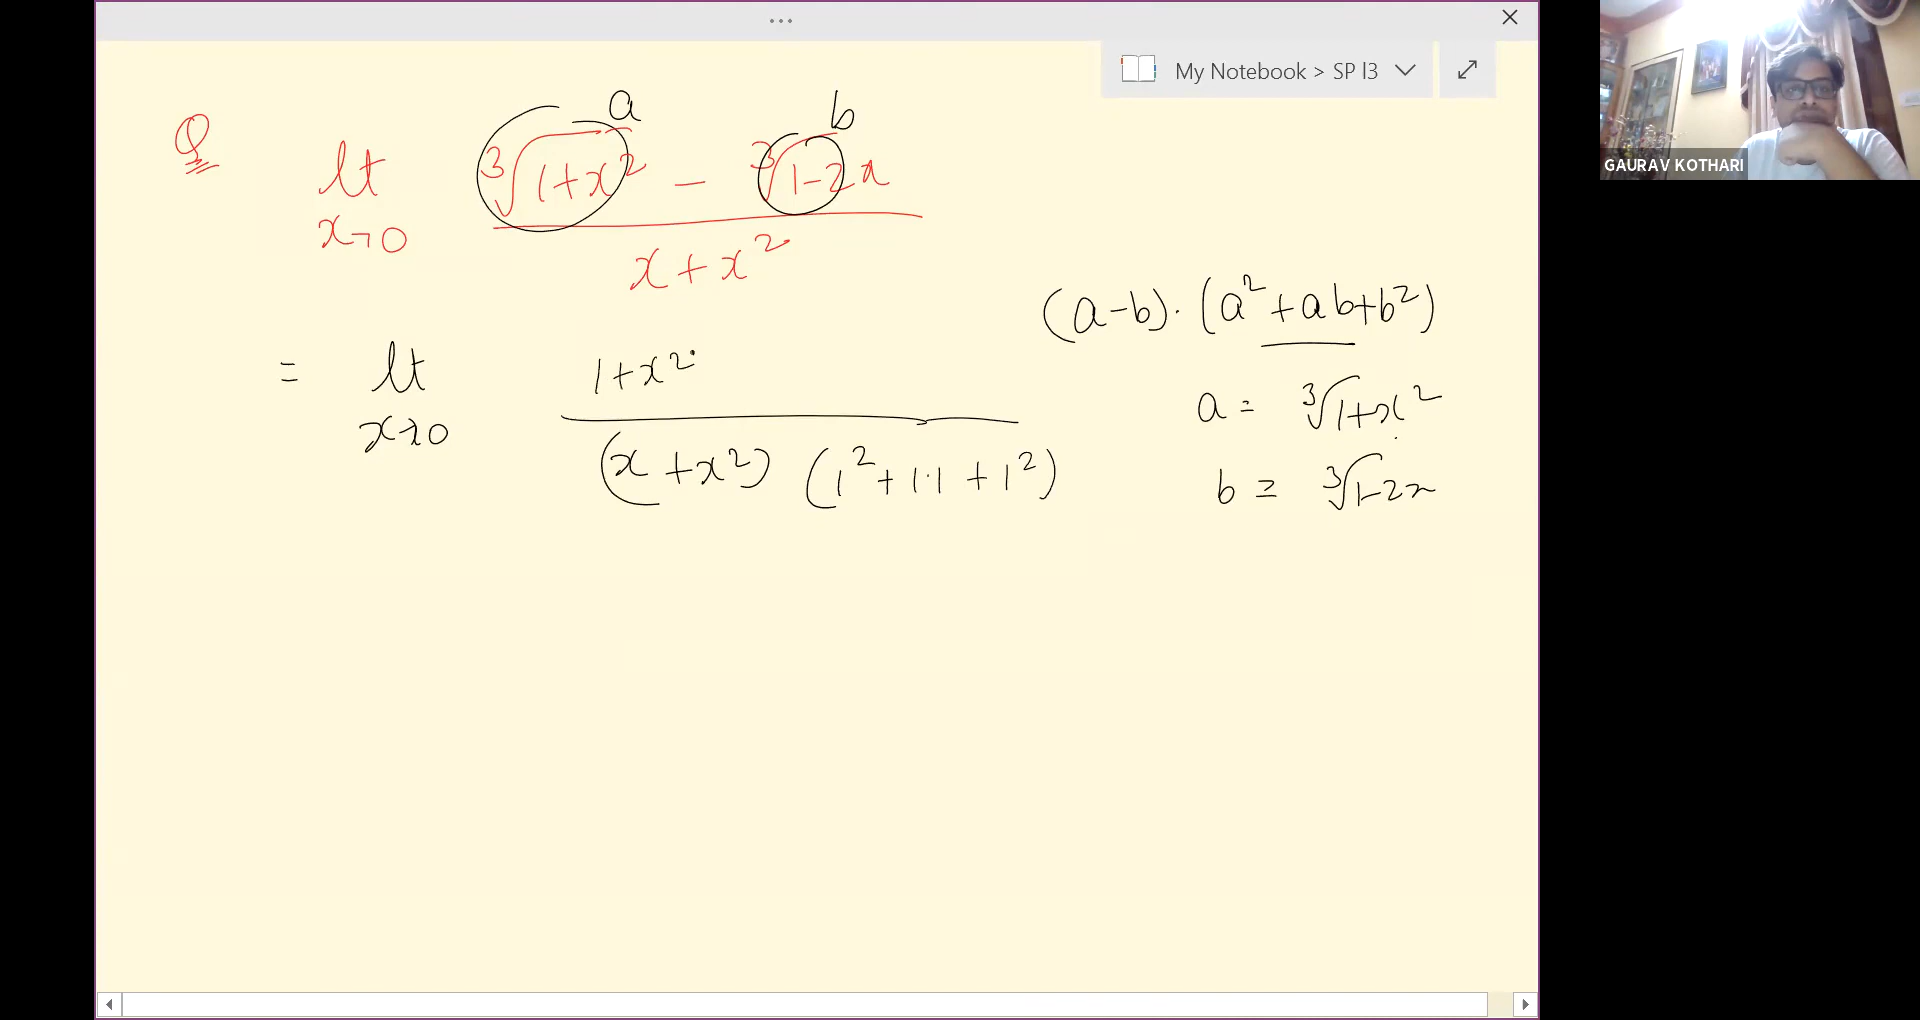 ...
My Notebook > SP l3
GAURAV KOTHARI
a b
Q lt ∛(1+x²) − ∛(1−2x)
x→0 x+x²
(a−b)·(a²+ab+b²)
= lt 1+x²
x→0 (x+x²) (1²+1·1+1²)
a = ∛(1+x²)
b = ∛(1−2x)